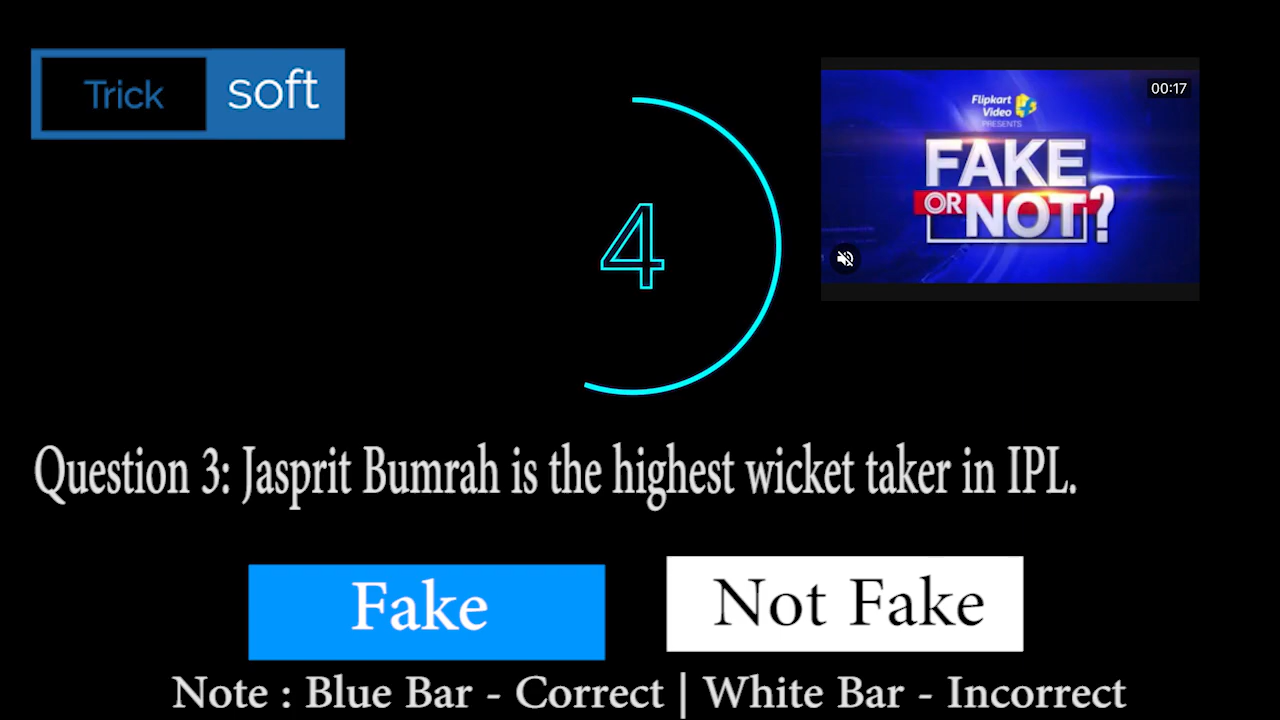 Trick soft
00:17
Flipkart
Video
PRESENTS
FAKE
OR NOT?
4
Question 3: Jasprit Bumrah is the highest wicket taker in IPL.
Fake
Not Fake
Note : Blue Bar - Correct | White Bar - Incorrect